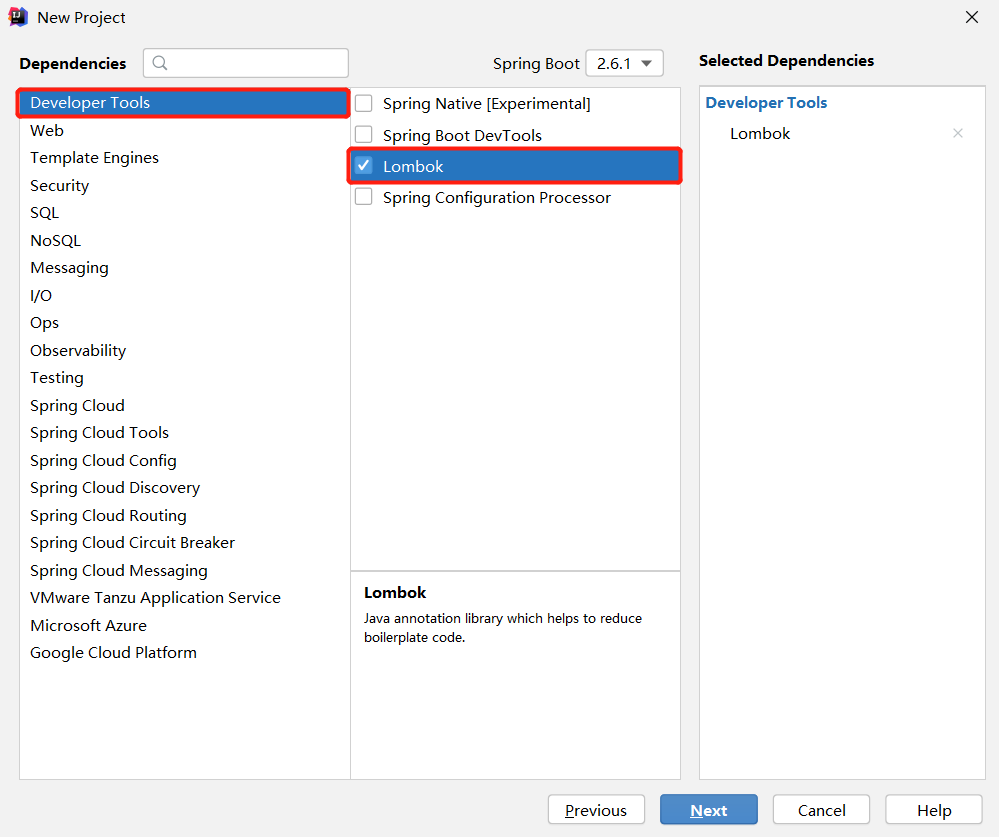 New Project
Dependencies
Spring Boot 2.6.1
Selected Dependencies
Developer Tools
Web
Template Engines
Security
SQL
NoSQL
Messaging
I/O
Ops
Observability
Testing
Spring Cloud
Spring Cloud Tools
Spring Cloud Config
Spring Cloud Discovery
Spring Cloud Routing
Spring Cloud Circuit Breaker
Spring Cloud Messaging
VMware Tanzu Application Service
Microsoft Azure
Google Cloud Platform
Spring Native [Experimental]
Spring Boot DevTools
Lombok
Spring Configuration Processor
Lombok
Java annotation library which helps to reduce
boilerplate code.
Developer Tools
Lombok
Previous
Next
Cancel
Help